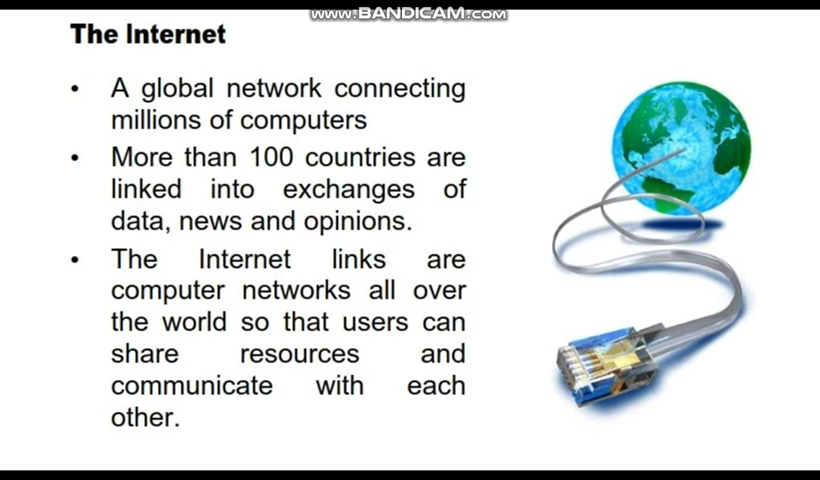 www.BANDICAM.com
The Internet
• A global network connecting
millions of computers
• More than 100 countries are
linked into exchanges of
data, news and opinions.
• The Internet links are
computer networks all over
the world so that users can
share resources and
communicate with each
other.